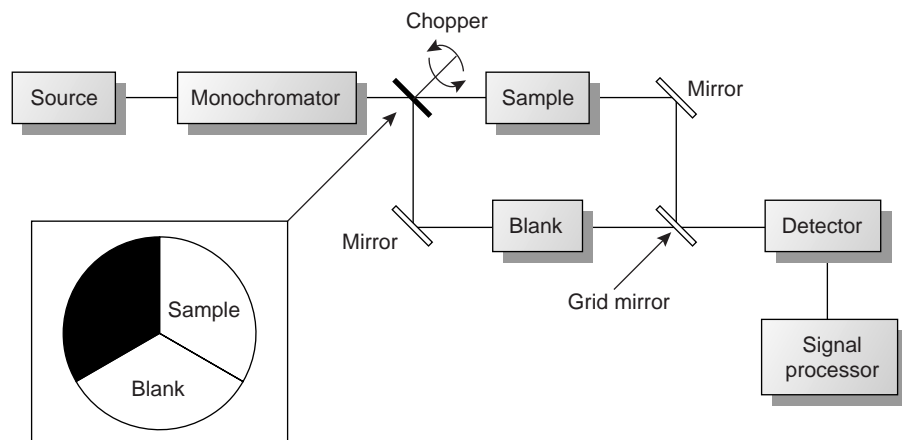 Chopper
Source
Monochromator
Sample
Mirror
Mirror
Blank
Grid mirror
Detector
Signal
processor
Sample
Blank